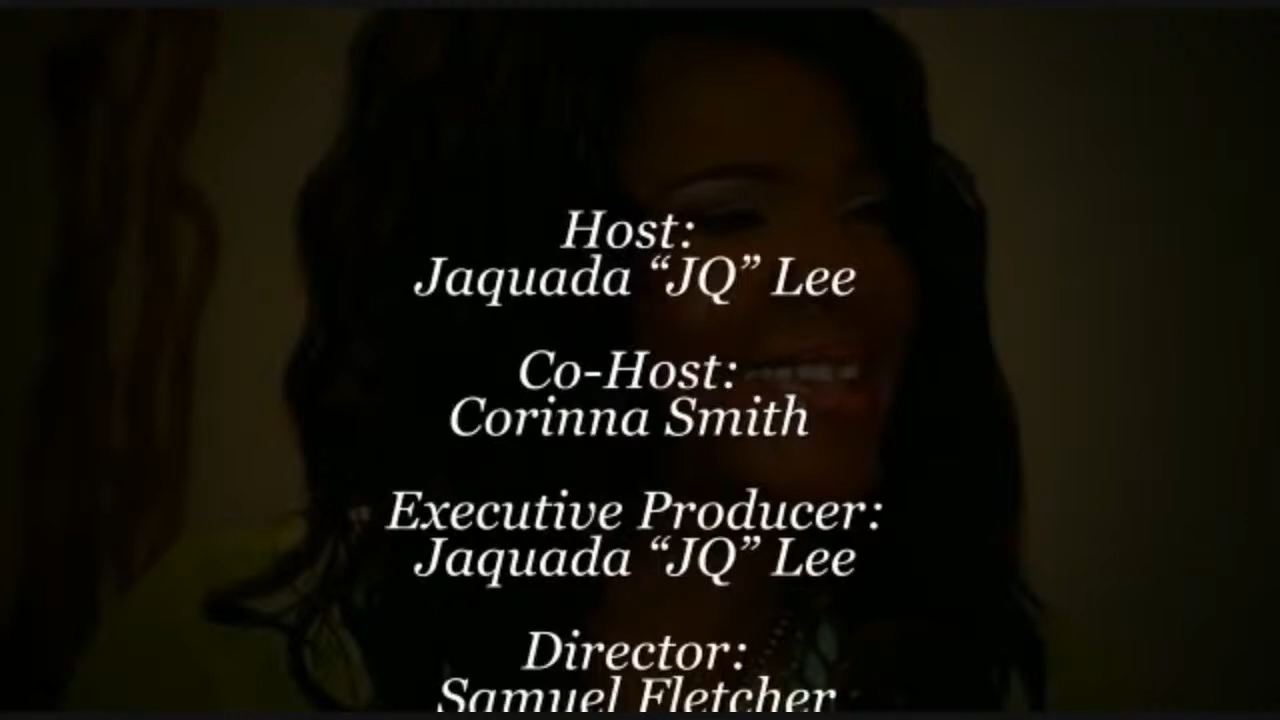 Host:
Jaquada “JQ” Lee
Co-Host:
Corinna Smith
Executive Producer:
Jaquada “JQ” Lee
Director:
Samuel Fletcher